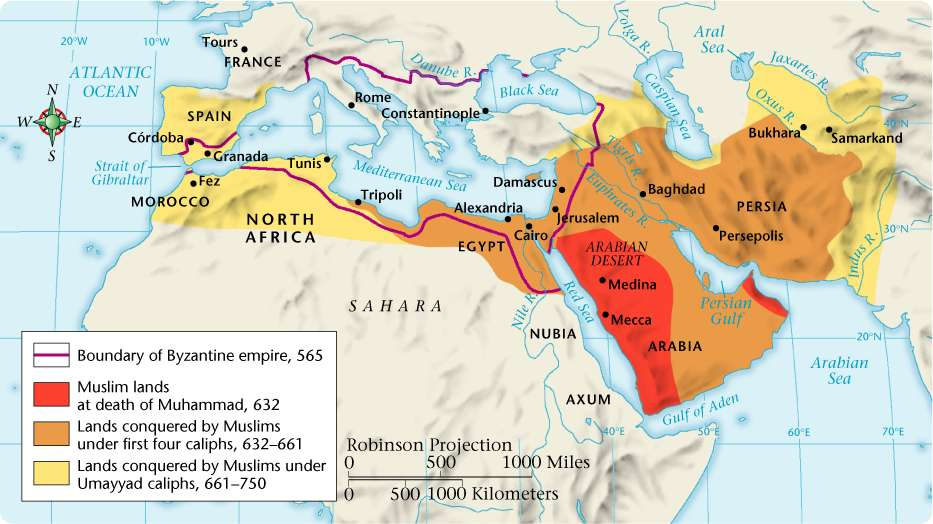 20°W
10°W
Tours
FRANCE
ATLANTIC
OCEAN
N
W
E
S
Danube R.
Volga R.
Aral
Sea
Jaxartes R.
Oxus R.
Caspian Sea
Black Sea
Rome
Constantinople
SPAIN
Córdoba
Granada
Strait of
Gibraltar
Fez
MOROCCO
Tunis
Mediterranean Sea
Tripoli
NORTH
AFRICA
Alexandria
Damascus
Jerusalem
Cairo
EGYPT
Tigris R.
Euphrates R.
Baghdad
Bukhara
Samarkand
40°N
PERSIA
Persepolis
30°N
Indus R.
ARABIAN
DESERT
Medina
Mecca
ARABIA
Red Sea
Nile R.
Persian
Gulf
SAHARA
NUBIA
AXUM
20°N
Arabian
Sea
Gulf of Aden
40°E
50°E
60°E
70°E
Boundary of Byzantine empire, 565
Muslim lands
at death of Muhammad, 632
Lands conquered by Muslims
under first four caliphs, 632–661
Lands conquered by Muslims under
Umayyad caliphs, 661–750
Robinson Projection
0 500 1000 Miles
0 500 1000 Kilometers